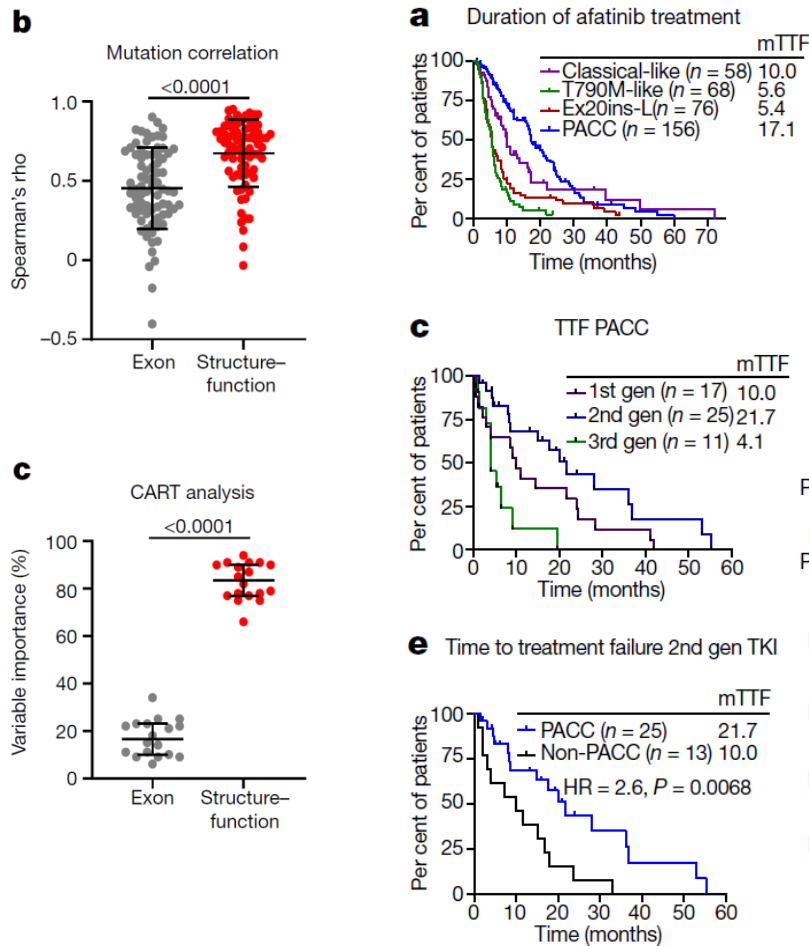 b
Mutation correlation
<0.0001
1.0
0.5
0
−0.5
Spearman's rho
Exon
Structure–
function
c
CART analysis
<0.0001
100
80
60
40
20
0
Variable importance (%)
Exon
Structure–
function
a Duration of afatinib treatment
mTTF
Classical-like (n = 58) 10.0
T790M-like (n = 68) 5.6
Ex20ins-L (n = 76) 5.4
PACC (n = 156) 17.1
100
75
50
25
0
Per cent of patients
0 10 20 30 40 50 60 70
Time (months)
c TTF PACC
mTTF
1st gen (n = 17) 10.0
2nd gen (n = 25) 21.7
3rd gen (n = 11) 4.1
100
75
50
25
0
Per cent of patients
0 10 20 30 40 50 60
Time (months)
P
P
e Time to treatment failure 2nd gen TKI
mTTF
PACC (n = 25) 21.7
Non-PACC (n = 13) 10.0
HR = 2.6, P = 0.0068
100
75
50
25
0
Per cent of patients
0 10 20 30 40 50 60
Time (months)